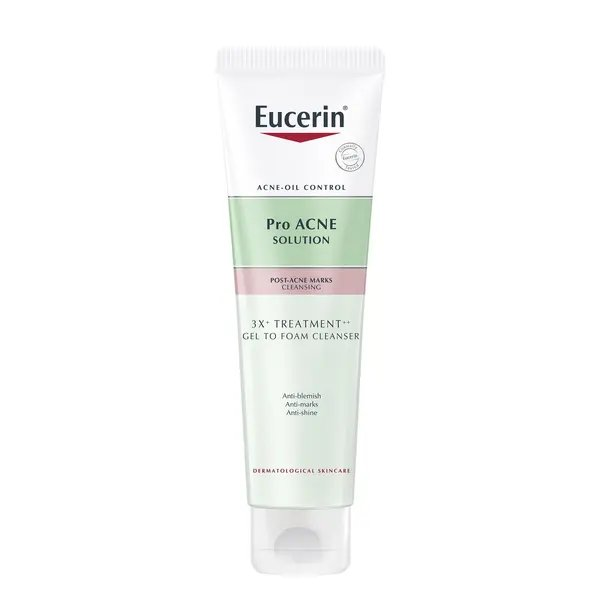 Eucerin®
Eucerin
ACNE-OIL CONTROL
Pro ACNE
SOLUTION
POST-ACNE MARKS
CLEANSING
3X⁺ TREATMENT⁺⁺
GEL TO FOAM CLEANSER
Anti-blemish
Anti-marks
Anti-shine
DERMATOLOGICAL SKINCARE